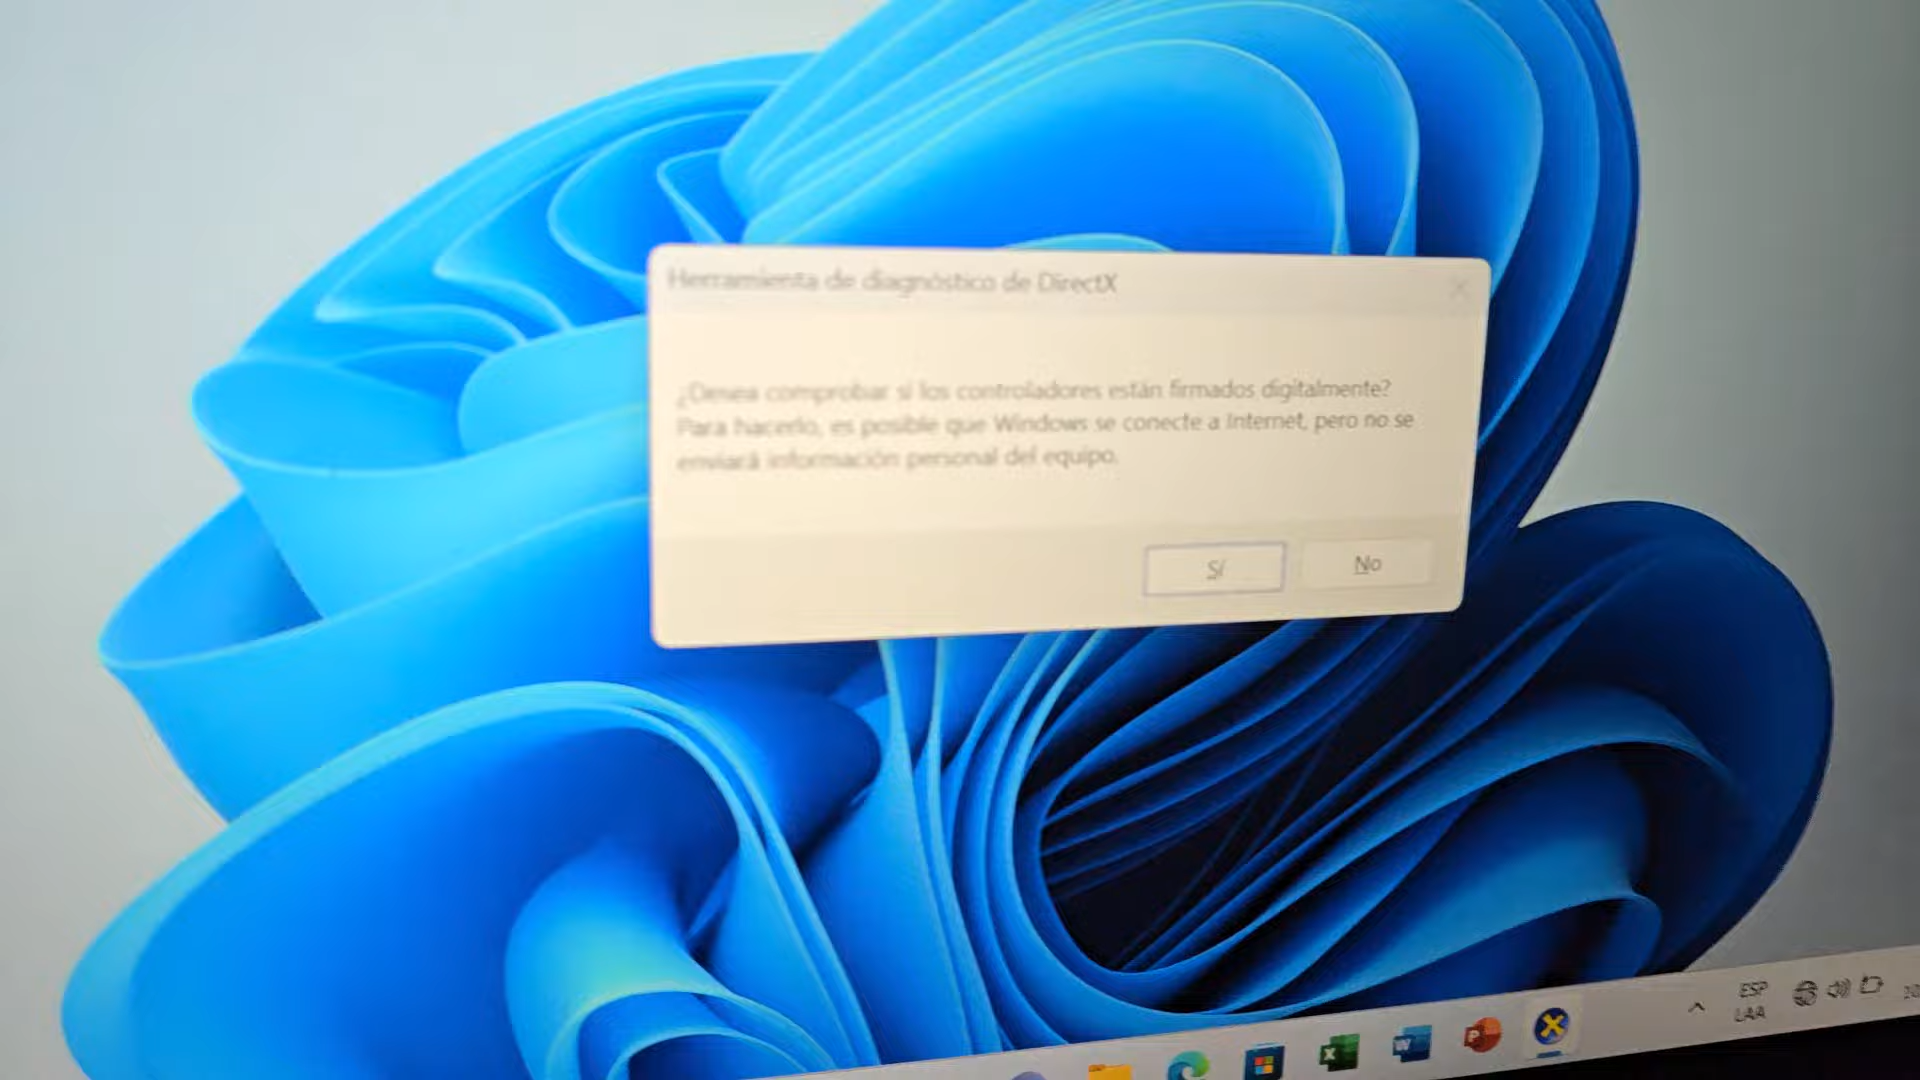 Herramienta de diagnóstico de DirectX
¿Desea comprobar si los controladores están firmados digitalmente?
Para hacerlo, es posible que Windows se conecte a Internet, pero no se
enviará información personal del equipo.
Sí
No
ESP
LAA